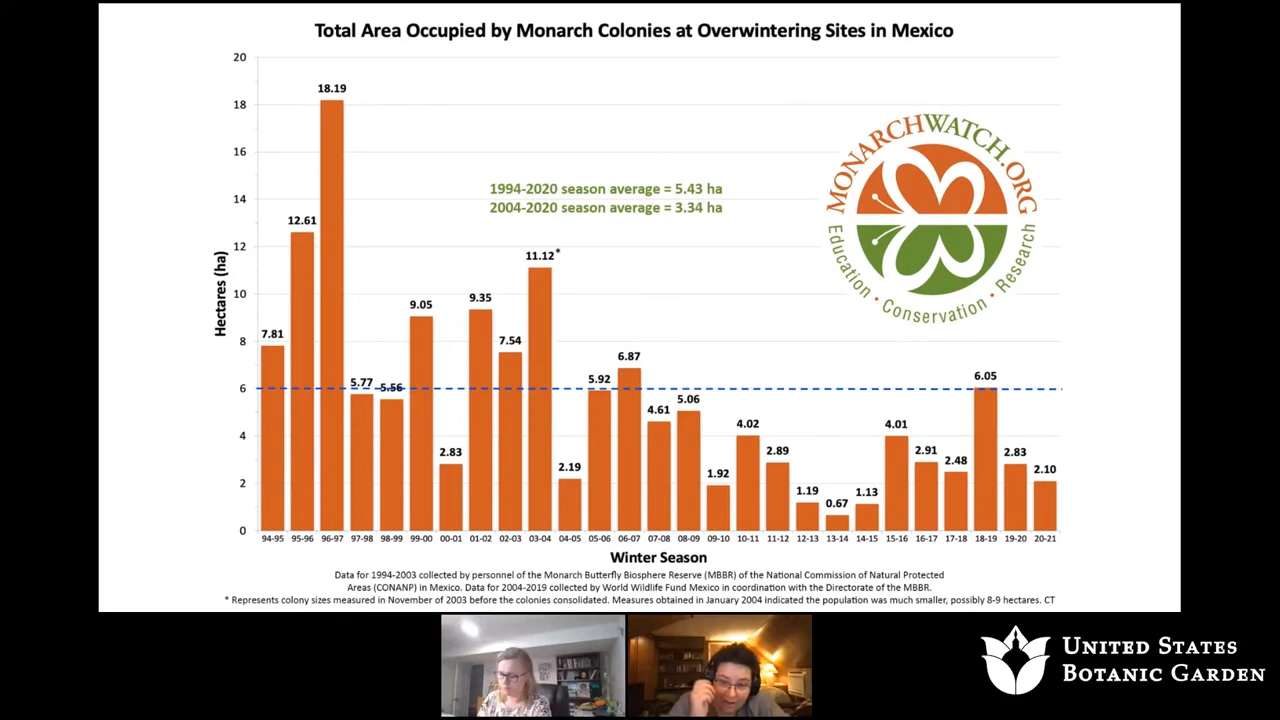 Total Area Occupied by Monarch Colonies at Overwintering Sites in Mexico
20
18
16
14
12
10
8
6
4
2
0
Hectares (ha)
7.81
12.61
18.19
5.77
5.56
9.05
2.83
9.35
7.54
11.12*
2.19
5.92
6.87
4.61
5.06
1.92
4.02
2.89
1.19
0.67
1.13
4.01
2.91
2.48
6.05
2.83
2.10
1994-2020 season average = 5.43 ha
2004-2020 season average = 3.34 ha
MONARCHWATCH.ORG
Education • Conservation • Research
94-95 95-96 96-97 97-98 98-99 99-00 00-01 01-02 02-03 03-04 04-05 05-06 06-07 07-08 08-09 09-10 10-11 11-12 12-13 13-14 14-15 15-16 16-17 17-18 18-19 19-20 20-21
Winter Season
Data for 1994-2003 collected by personnel of the Monarch Butterfly Biosphere Reserve (MBBR) of the National Commission of Natural Protected
Areas (CONANP) in Mexico. Data for 2004-2019 collected by World Wildlife Fund Mexico in coordination with the Directorate of the MBBR.
* Represents colony sizes measured in November of 2003 before the colonies consolidated. Measures obtained in January 2004 indicated the population was much smaller, possibly 8-9 hectares. CT
UNITED STATES
BOTANIC GARDEN